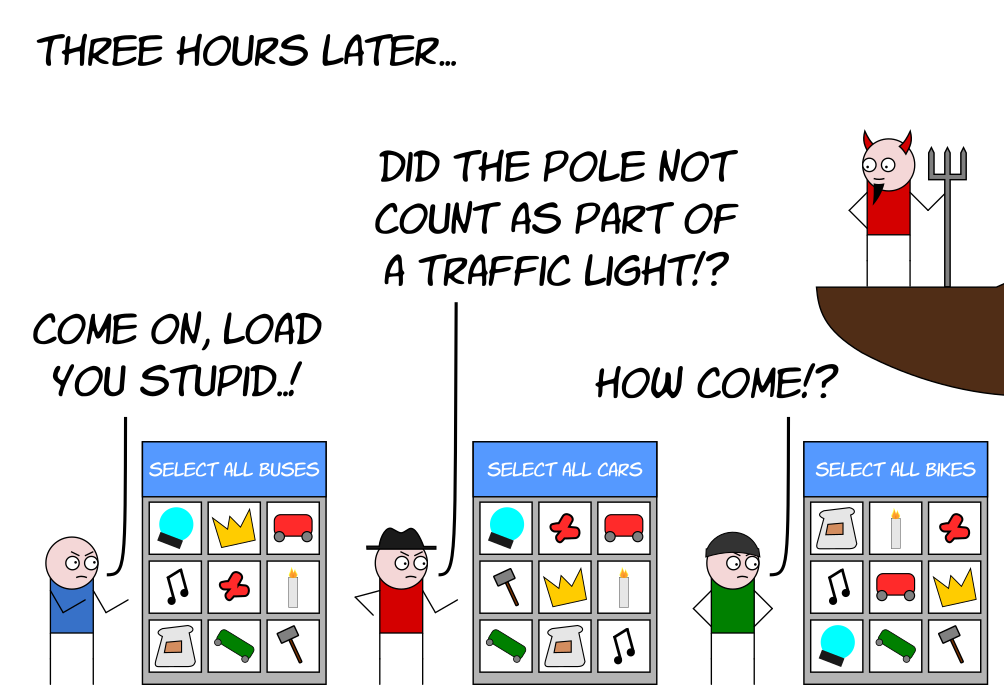 THREE HOURS LATER...
DID THE POLE NOT
COUNT AS PART OF
A TRAFFIC LIGHT!?
COME ON, LOAD
YOU STUPID..!
HOW COME!?
SELECT ALL BUSES
SELECT ALL CARS
SELECT ALL BIKES